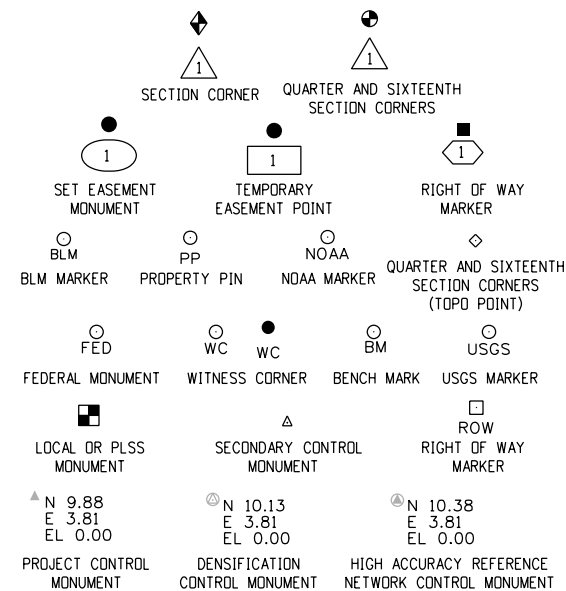 1
1
SECTION CORNER
QUARTER AND SIXTEENTH
SECTION CORNERS
1
1
1
SET EASEMENT
MONUMENT
TEMPORARY
EASEMENT POINT
RIGHT OF WAY
MARKER
BLM
PP
NOAA
BLM MARKER
PROPERTY PIN
NOAA MARKER
QUARTER AND SIXTEENTH
SECTION CORNERS
(TOPO POINT)
FED
WC
WC
BM
USGS
FEDERAL MONUMENT
WITNESS CORNER
BENCH MARK
USGS MARKER
LOCAL OR PLSS
MONUMENT
SECONDARY CONTROL
MONUMENT
ROW
RIGHT OF WAY
MARKER
N 9.88
E 3.81
EL 0.00
PROJECT CONTROL
MONUMENT
N 10.13
E 3.81
EL 0.00
DENSIFICATION
CONTROL MONUMENT
N 10.38
E 3.81
EL 0.00
HIGH ACCURACY REFERENCE
NETWORK CONTROL MONUMENT